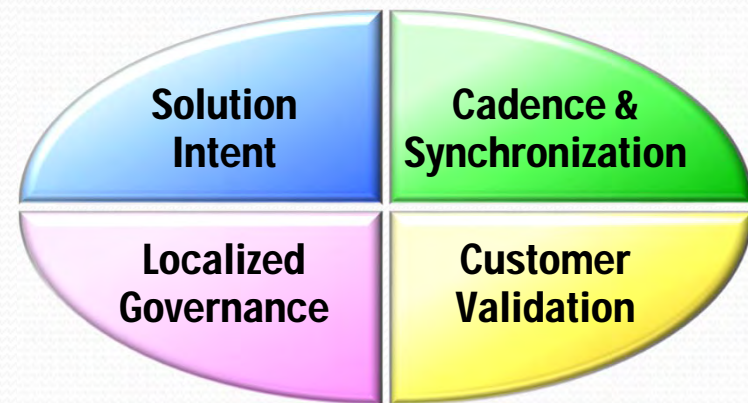 Solution
Intent
Cadence &
Synchronization
Localized
Governance
Customer
Validation